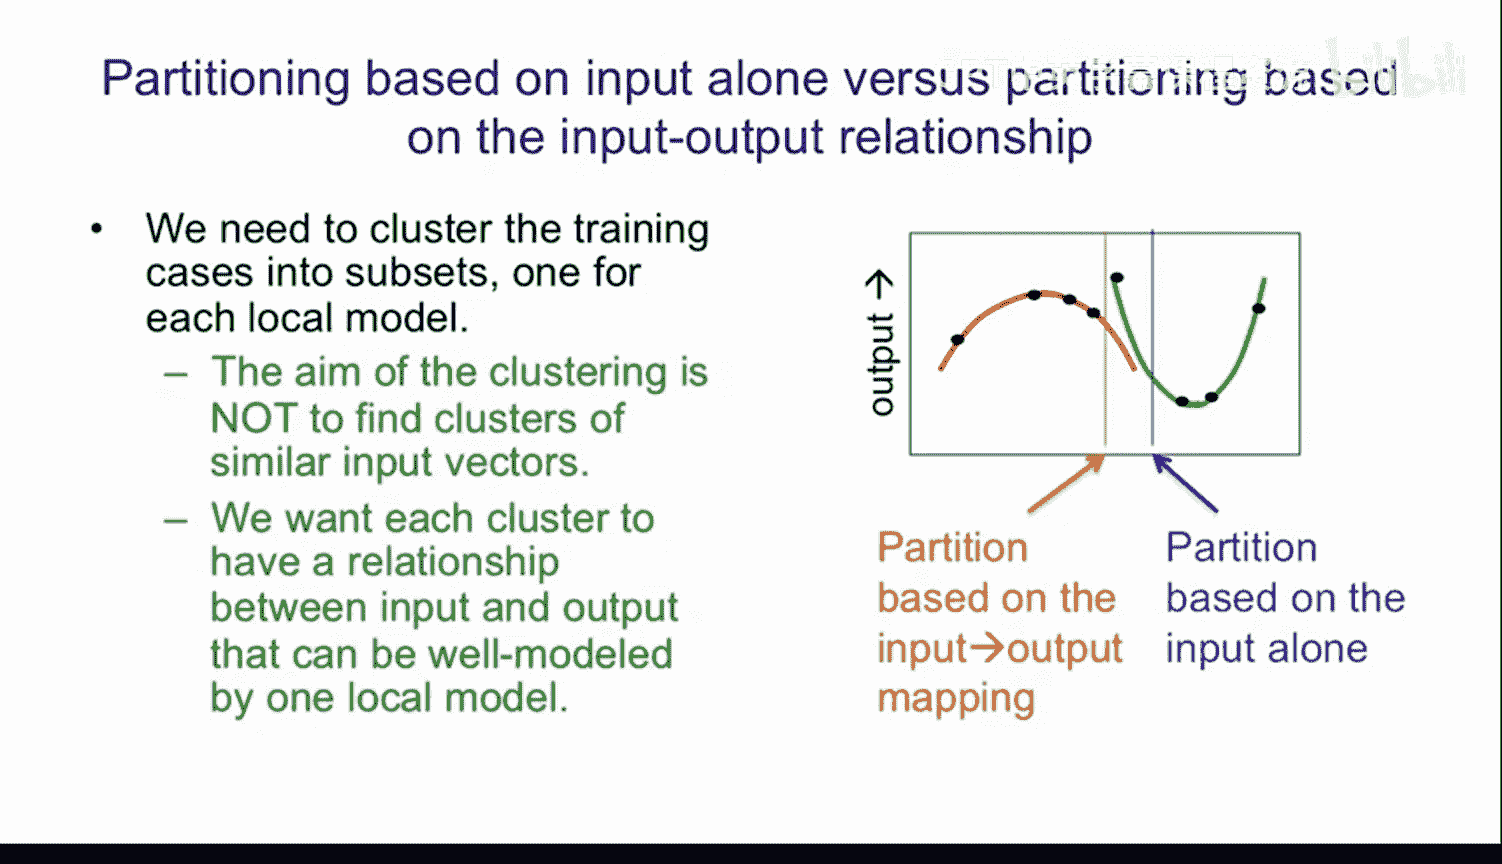 Partitioning based on input alone versus partitioning based
on the input-output relationship
• We need to cluster the training
cases into subsets, one for
each local model.
– The aim of the clustering is
NOT to find clusters of
similar input vectors.
– We want each cluster to
have a relationship
between input and output
that can be well-modeled
by one local model.
output →
Partition
based on the
input→output
mapping
Partition
based on the
input alone
bilibili